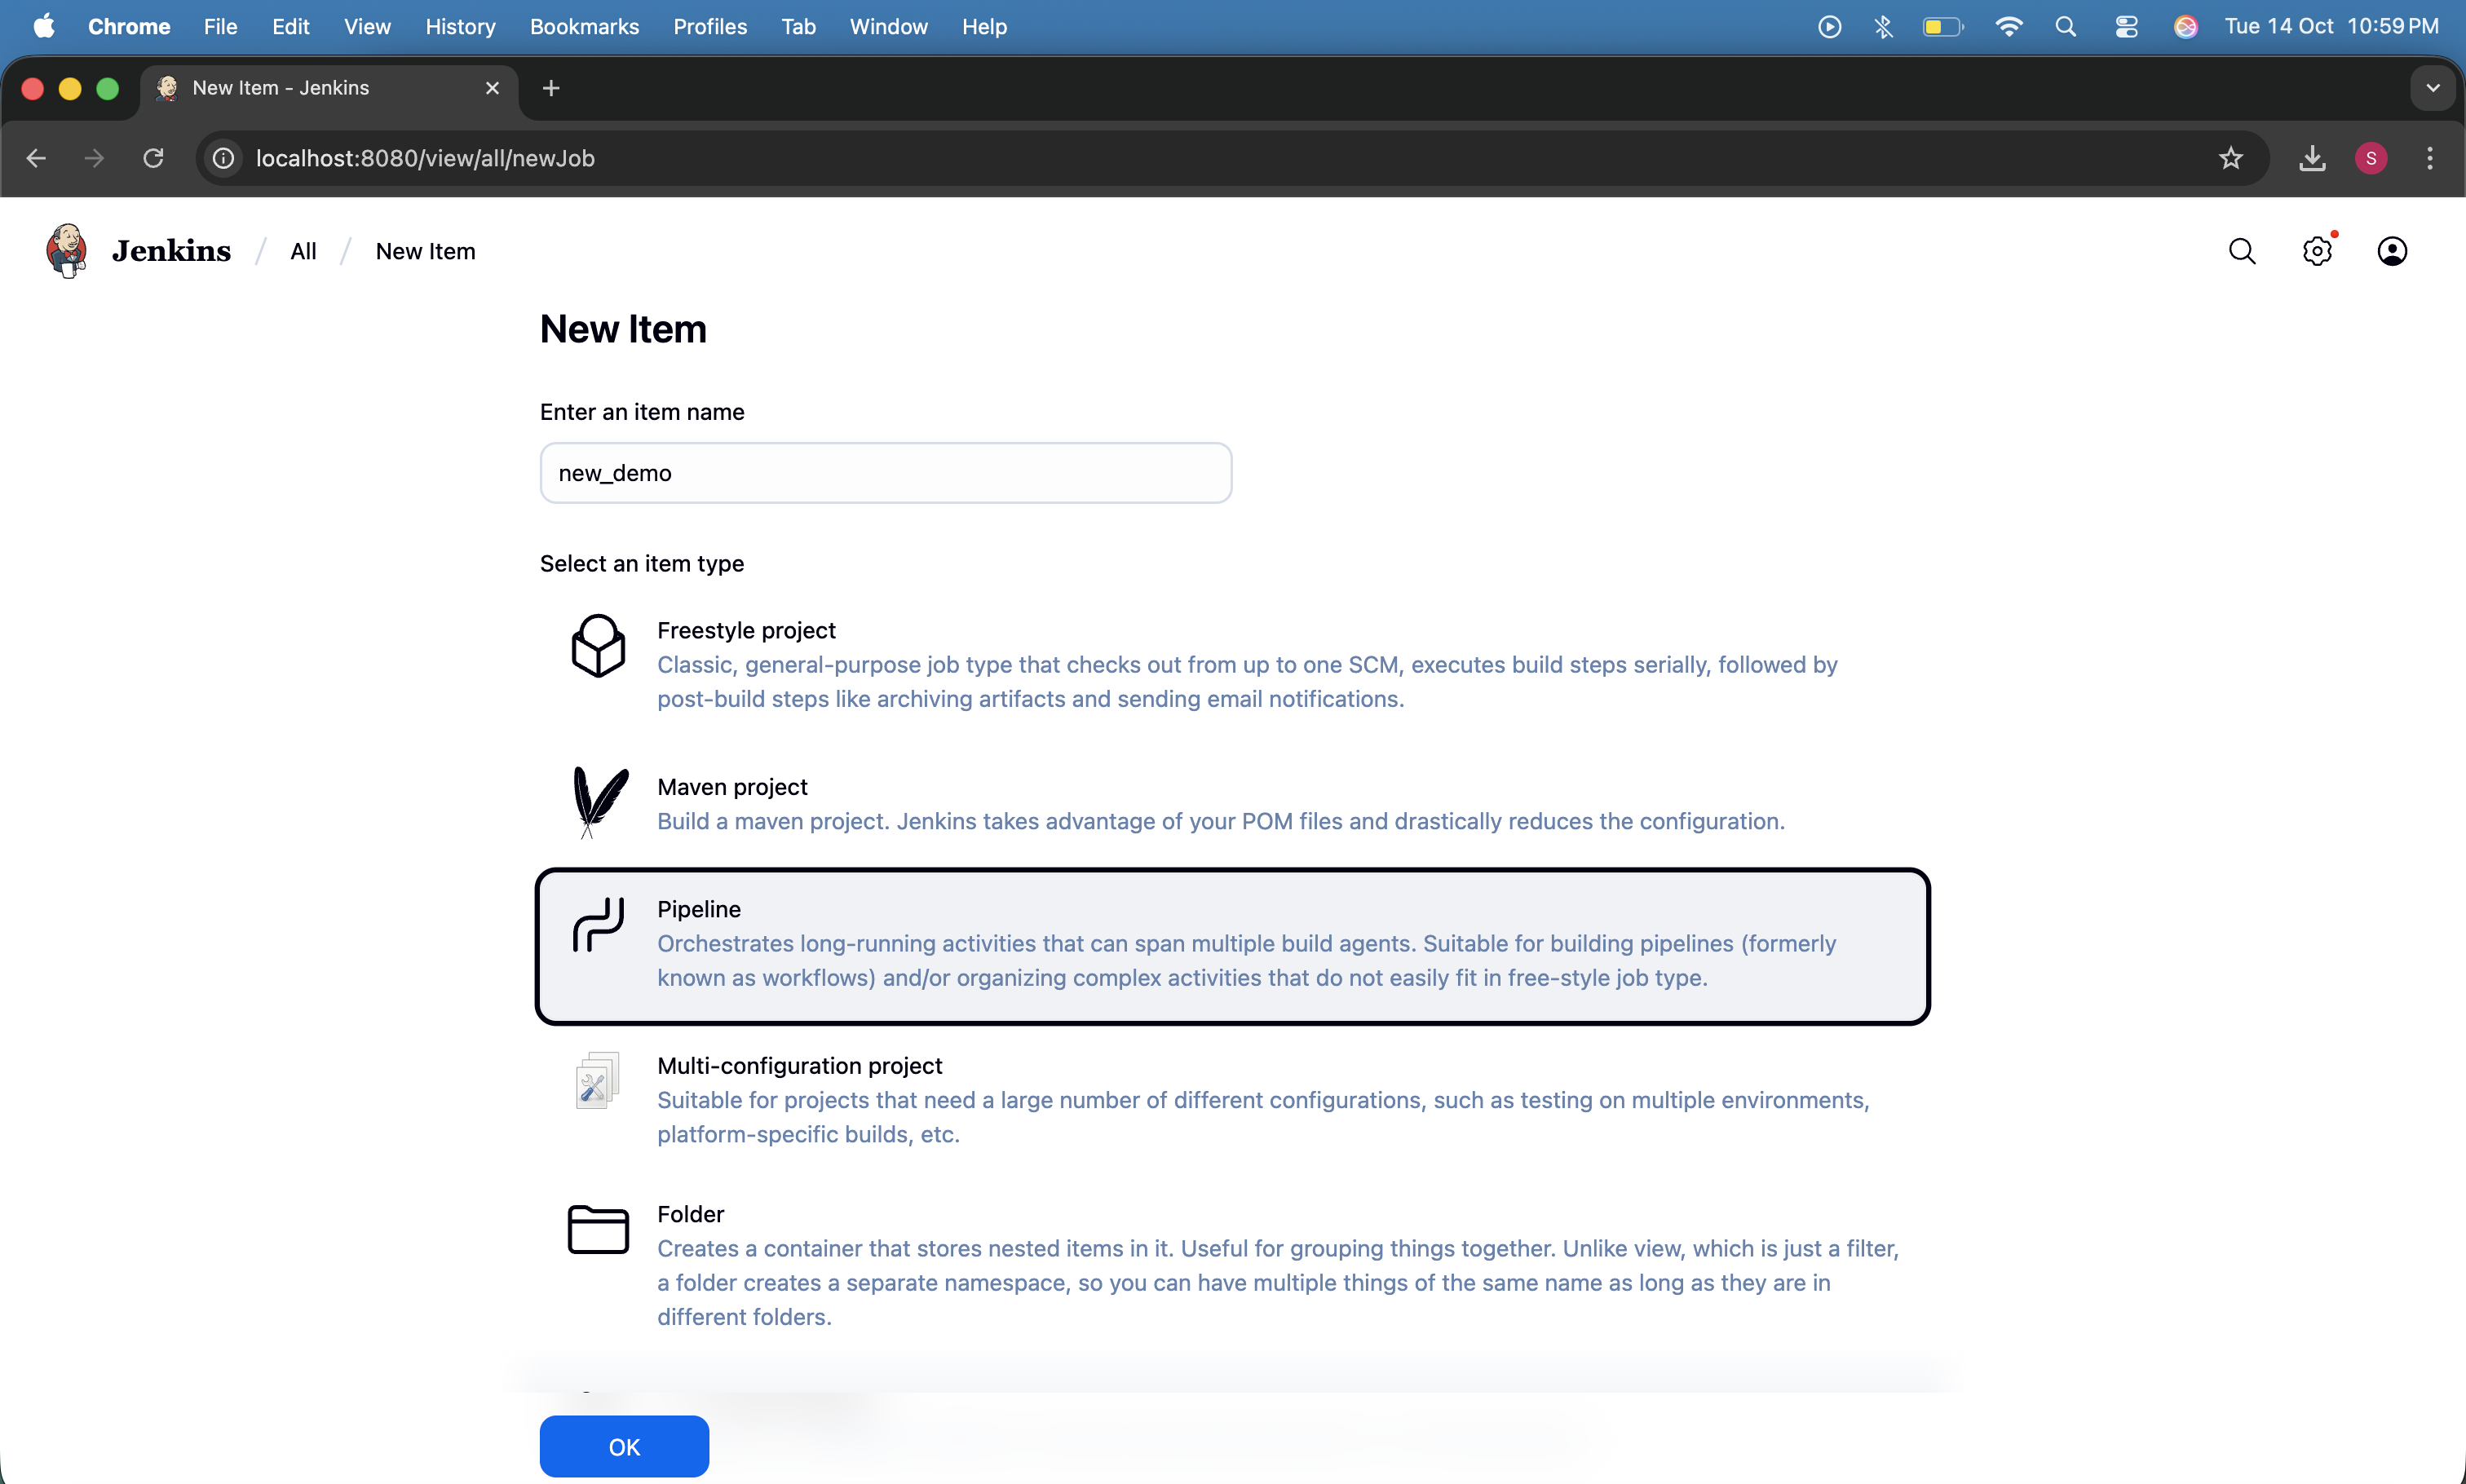 Chrome File Edit View History Bookmarks Profiles Tab Window Help Tue 14 Oct 10:59 PM
New Item - Jenkins
localhost:8080/view/all/newJob
S
Jenkins / All / New Item
New Item
Enter an item name
new_demo
Select an item type
Freestyle project
Classic, general-purpose job type that checks out from up to one SCM, executes build steps serially, followed by
post-build steps like archiving artifacts and sending email notifications.
Maven project
Build a maven project. Jenkins takes advantage of your POM files and drastically reduces the configuration.
Pipeline
Orchestrates long-running activities that can span multiple build agents. Suitable for building pipelines (formerly
known as workflows) and/or organizing complex activities that do not easily fit in free-style job type.
Multi-configuration project
Suitable for projects that need a large number of different configurations, such as testing on multiple environments,
platform-specific builds, etc.
Folder
Creates a container that stores nested items in it. Useful for grouping things together. Unlike view, which is just a filter,
a folder creates a separate namespace, so you can have multiple things of the same name as long as they are in
different folders.
OK